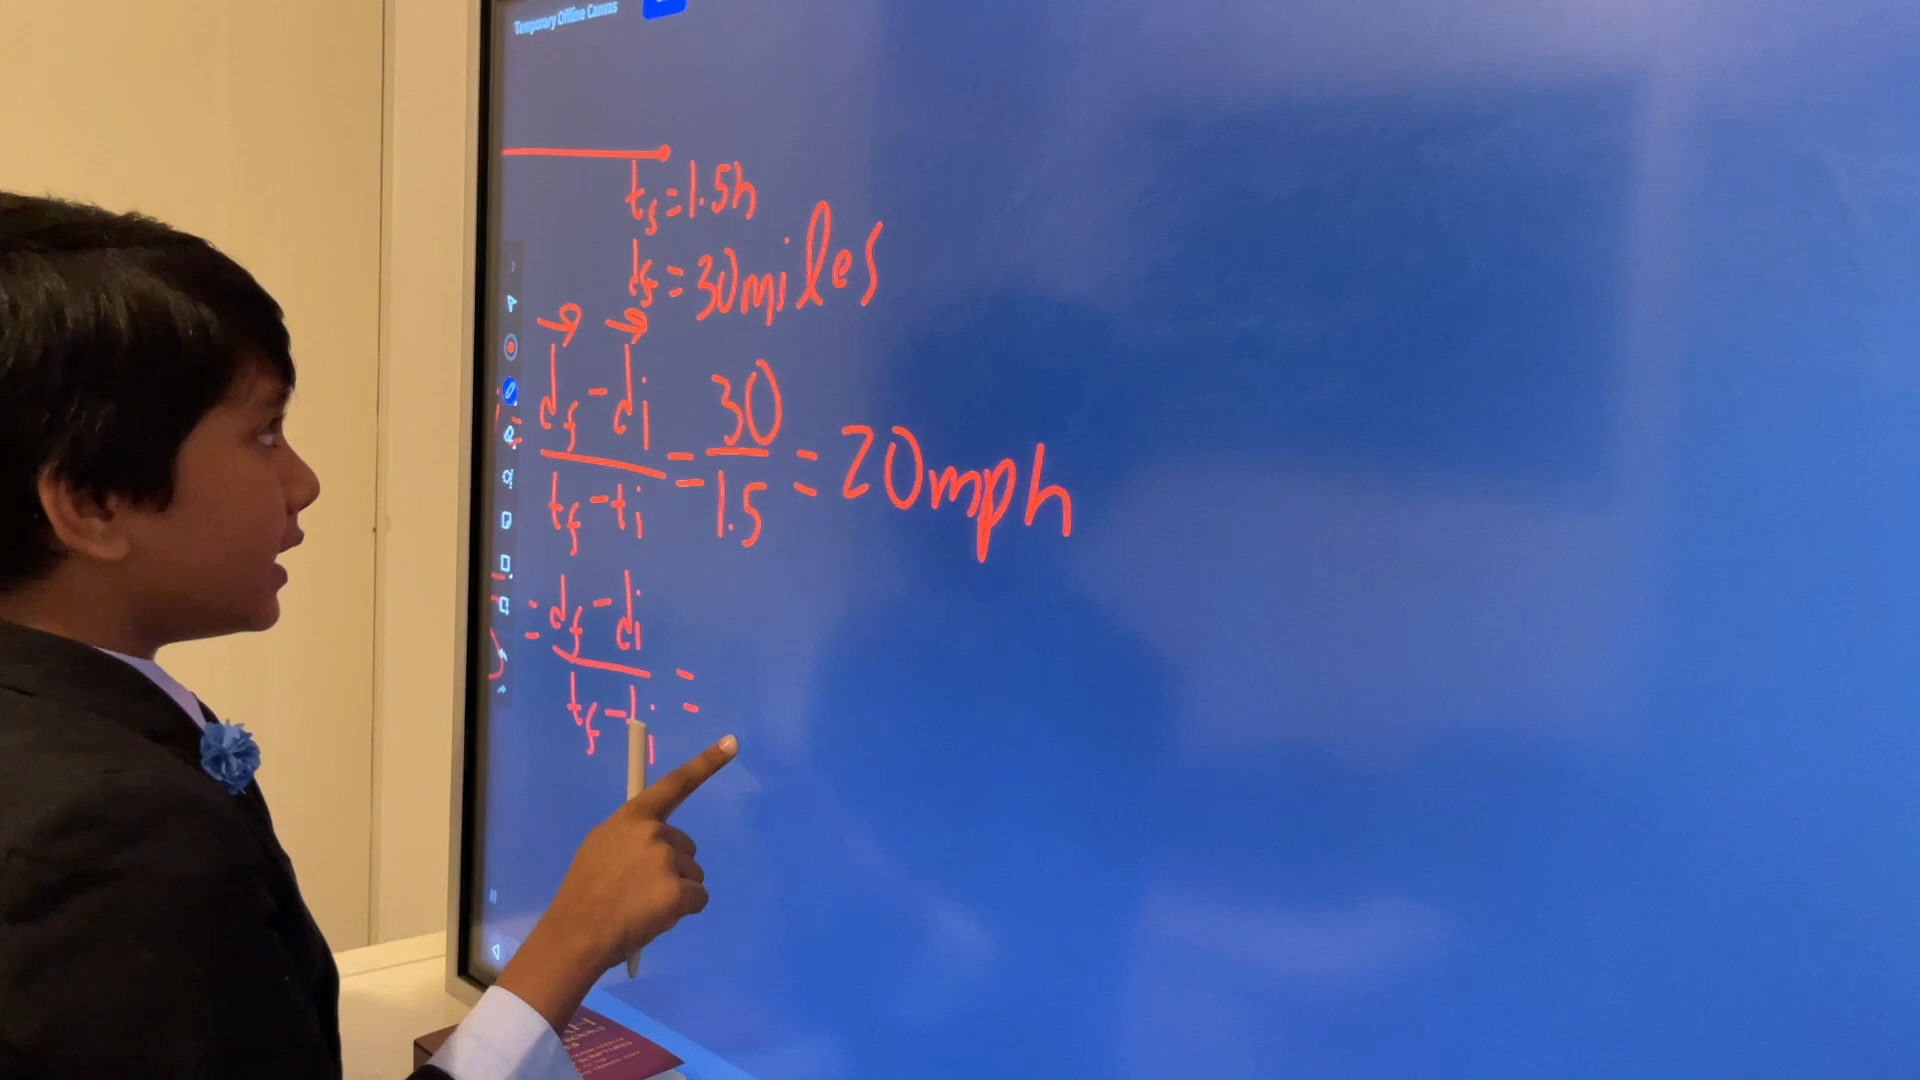 Temporary Offline Canvas
tf=1.5h
df=30miles
= df-di / tf-ti = 30 / 1.5 = 20mph
= df-di / tf-ti =